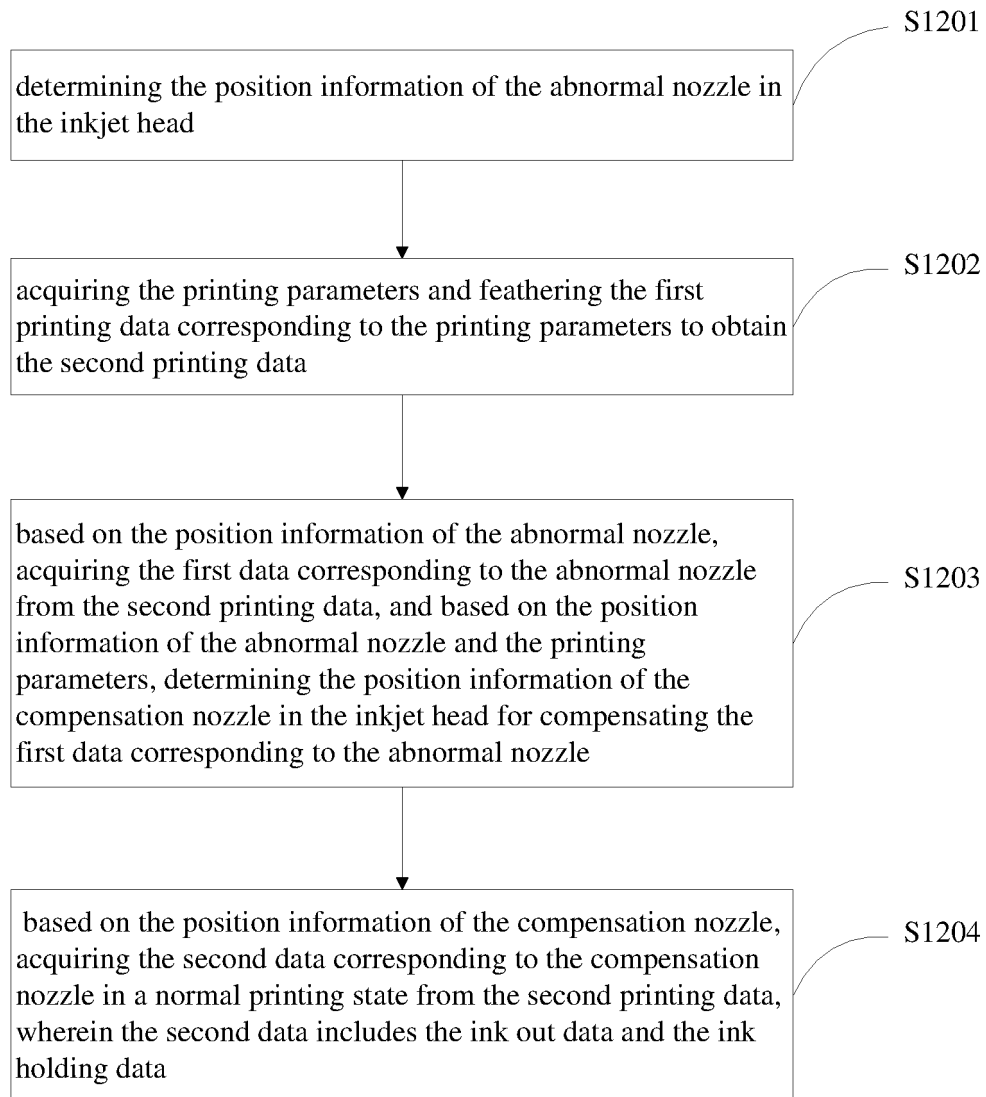 S1201
determining the position information of the abnormal nozzle in
the inkjet head
S1202
acquiring the printing parameters and feathering the first
printing data corresponding to the printing parameters to obtain
the second printing data
based on the position information of the abnormal nozzle,
acquiring the first data corresponding to the abnormal nozzle
from the second printing data, and based on the position
information of the abnormal nozzle and the printing
parameters, determining the position information of the
compensation nozzle in the inkjet head for compensating the
first data corresponding to the abnormal nozzle
S1203
based on the position information of the compensation nozzle,
acquiring the second data corresponding to the compensation
nozzle in a normal printing state from the second printing data,
wherein the second data includes the ink out data and the ink
holding data
S1204